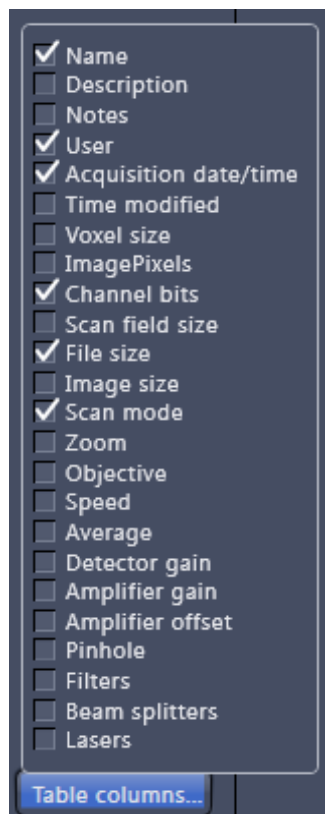 Name
Description
Notes
User
Acquisition date/time
Time modified
Voxel size
ImagePixels
Channel bits
Scan field size
File size
Image size
Scan mode
Zoom
Objective
Speed
Average
Detector gain
Amplifier gain
Amplifier offset
Pinhole
Filters
Beam splitters
Lasers
Table columns...